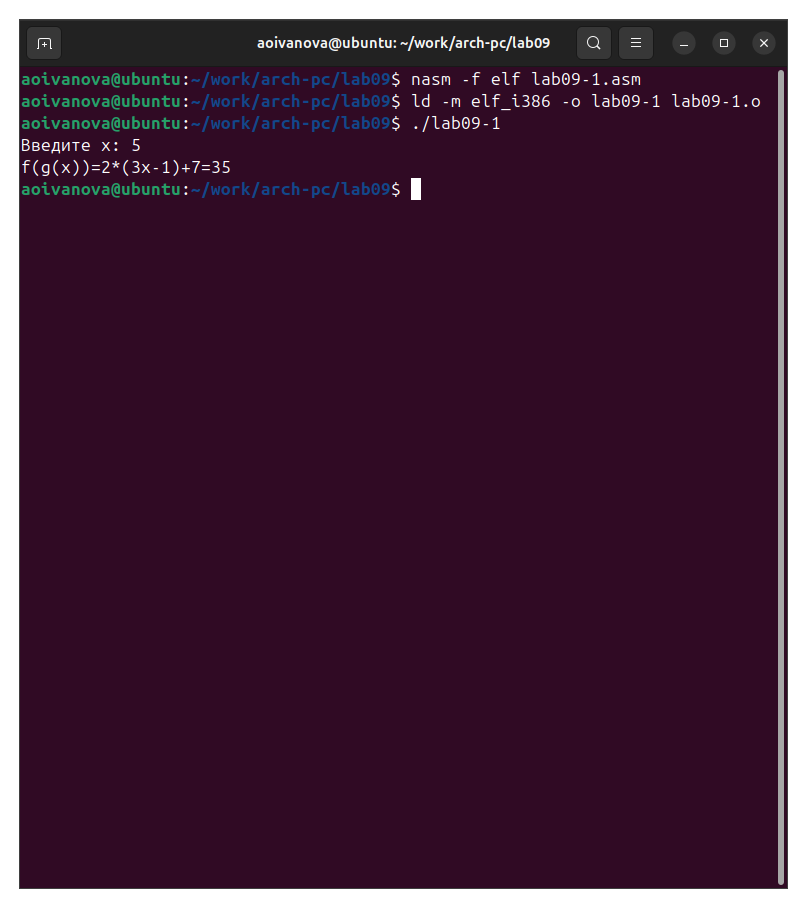 aoivanova@ubuntu: ~/work/arch-pc/lab09
aoivanova@ubuntu:~/work/arch-pc/lab09$ nasm -f elf lab09-1.asm
aoivanova@ubuntu:~/work/arch-pc/lab09$ ld -m elf_i386 -o lab09-1 lab09-1.o
aoivanova@ubuntu:~/work/arch-pc/lab09$ ./lab09-1
Введите x: 5
f(g(x))=2*(3x-1)+7=35
aoivanova@ubuntu:~/work/arch-pc/lab09$